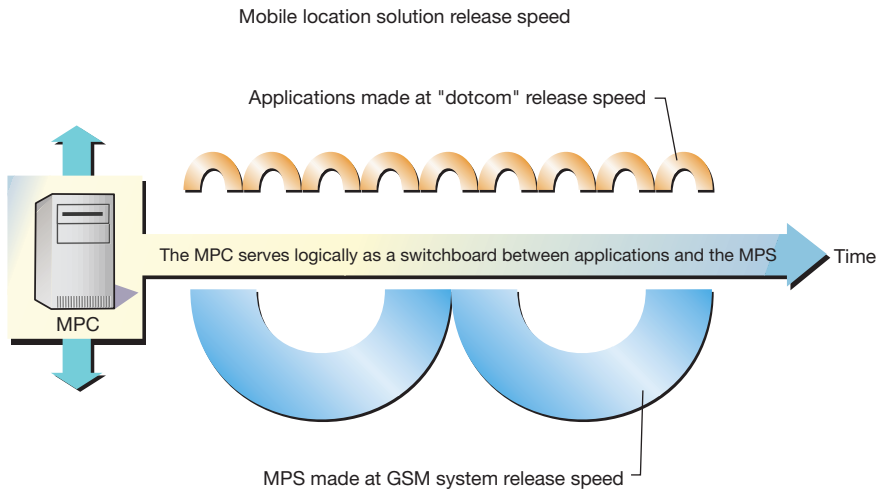 Mobile location solution release speed
Applications made at "dotcom" release speed
The MPC serves logically as a switchboard between applications and the MPS
Time
MPC
MPS made at GSM system release speed